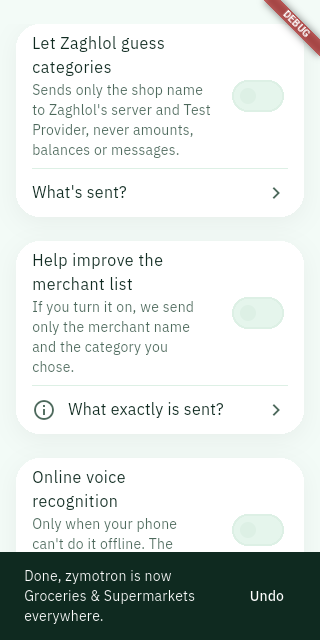 DEBUG
Let Zaghlol guess
categories
Sends only the shop name
to Zaghlol's server and Test
Provider, never amounts,
balances or messages.
What's sent?
Help improve the
merchant list
If you turn it on, we send
only the merchant name
and the category you
chose.
What exactly is sent?
Online voice
recognition
Only when your phone
can't do it offline. The
Done, zymotron is now
Groceries & Supermarkets
everywhere.
Undo